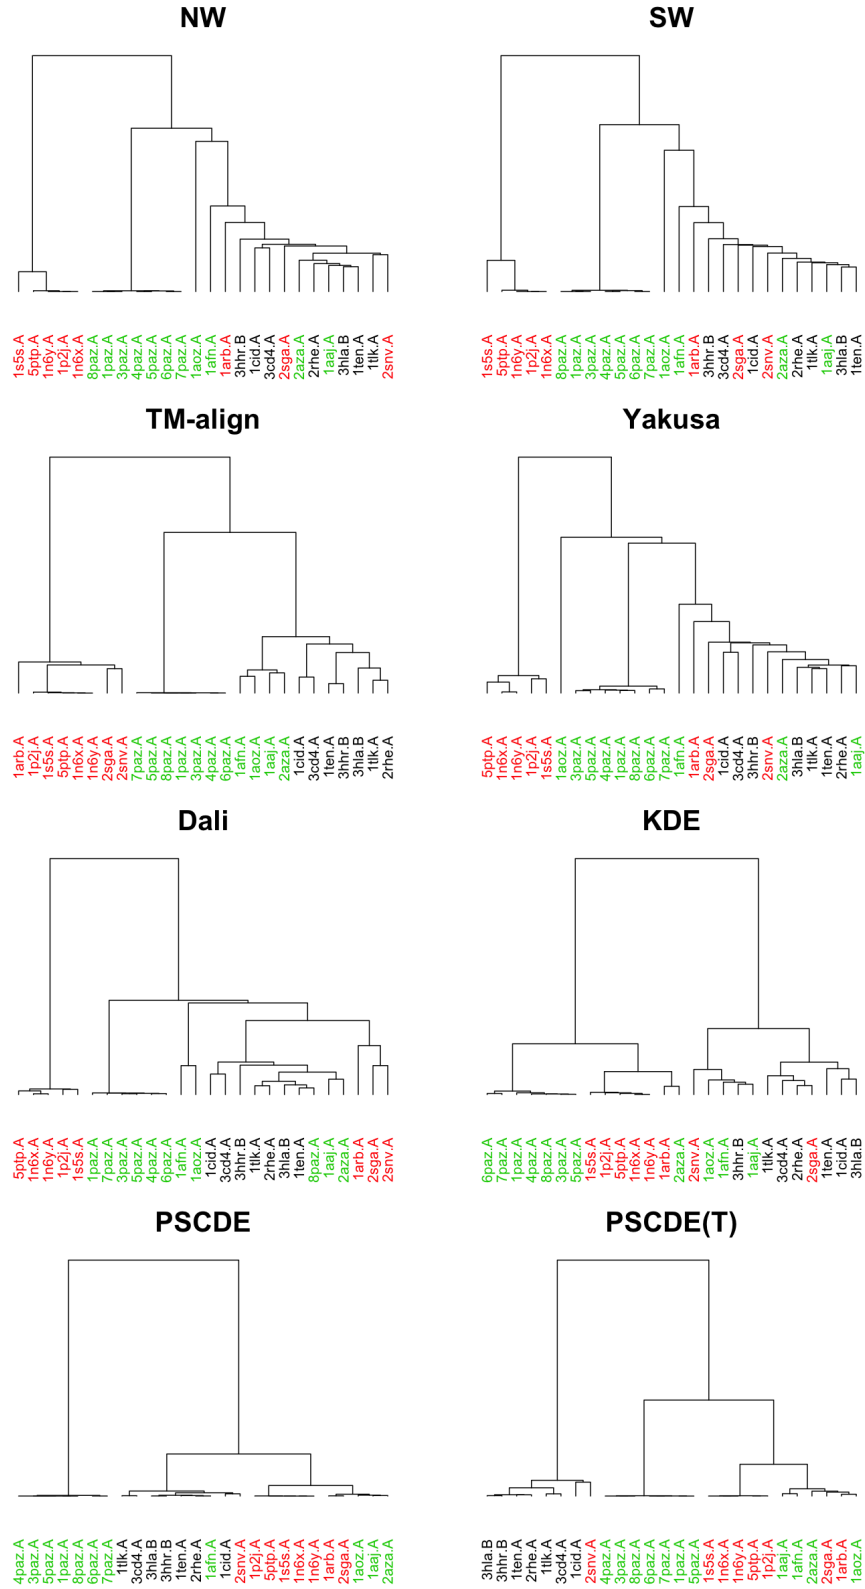 NW
SW
1s5s.A 5ptp.A 1n6y.A 1p2j.A 1n6x.A 8paz.A 1paz.A 3paz.A 4paz.A 5paz.A 6paz.A 7paz.A 1aoz.A 1afn.A 1arb.A 3hhr.B 1cid.A 3cd4.A 2sga.A 2aza.A 2rhe.A 1aaj.A 3hla.B 1ten.A 1tlk.A 2snv.A
1s5s.A 5ptp.A 1n6y.A 1p2j.A 1n6x.A 8paz.A 1paz.A 3paz.A 4paz.A 5paz.A 6paz.A 7paz.A 1aoz.A 1afn.A 1arb.A 3hhr.B 3cd4.A 2sga.A 1cid.A 2snv.A 2aza.A 2rhe.A 1tlk.A 1aaj.A 3hla.B 1ten.A
TM-align
Yakusa
1arb.A 1p2j.A 1s5s.A 5ptp.A 1n6x.A 1n6y.A 2sga.A 2snv.A 7paz.A 5paz.A 8paz.A 1paz.A 3paz.A 4paz.A 6paz.A 1afn.A 1aoz.A 1aaj.A 2aza.A 1cid.A 3cd4.A 1ten.A 3hhr.B 3hla.B 1tlk.A 2rhe.A
5ptp.A 1n6x.A 1n6y.A 1p2j.A 1s5s.A 1aoz.A 3paz.A 5paz.A 4paz.A 1paz.A 8paz.A 6paz.A 7paz.A 1afn.A 1arb.A 2sga.A 1cid.A 3cd4.A 3hhr.B 2snv.A 2aza.A 3hla.B 1tlk.A 1ten.A 2rhe.A 1aaj.A
Dali
KDE
5ptp.A 1n6x.A 1n6y.A 1p2j.A 1s5s.A 1paz.A 7paz.A 3paz.A 5paz.A 4paz.A 6paz.A 1afn.A 1aoz.A 1cid.A 3cd4.A 3hhr.B 1tlk.A 2rhe.A 3hla.B 1ten.A 8paz.A 1aaj.A 2aza.A 1arb.A 2sga.A 2snv.A
6paz.A 7paz.A 1paz.A 4paz.A 8paz.A 3paz.A 5paz.A 1s5s.A 1p2j.A 5ptp.A 1n6x.A 1n6y.A 1arb.A 2aza.A 2snv.A 1aoz.A 1afn.A 3hhr.B 1aaj.A 1tlk.A 3cd4.A 2rhe.A 2sga.A 1ten.A 1cid.A 3hla.B
PSCDE
PSCDE(T)
4paz.A 3paz.A 5paz.A 1paz.A 8paz.A 6paz.A 7paz.A 1tlk.A 3cd4.A 3hla.B 3hhr.B 1ten.A 2rhe.A 1afn.A 1cid.A 2snv.A 1p2j.A 5ptp.A 1s5s.A 1n6x.A 1n6y.A 1arb.A 2sga.A 1aoz.A 1aaj.A 2aza.A
3hla.B 3hhr.B 1ten.A 2rhe.A 1tlk.A 3cd4.A 1cid.A 2snv.A 4paz.A 3paz.A 8paz.A 6paz.A 7paz.A 1paz.A 5paz.A 1s5s.A 1n6x.A 1n6y.A 5ptp.A 1p2j.A 1aaj.A 1afn.A 2aza.A 2sga.A 1arb.A 1aoz.A